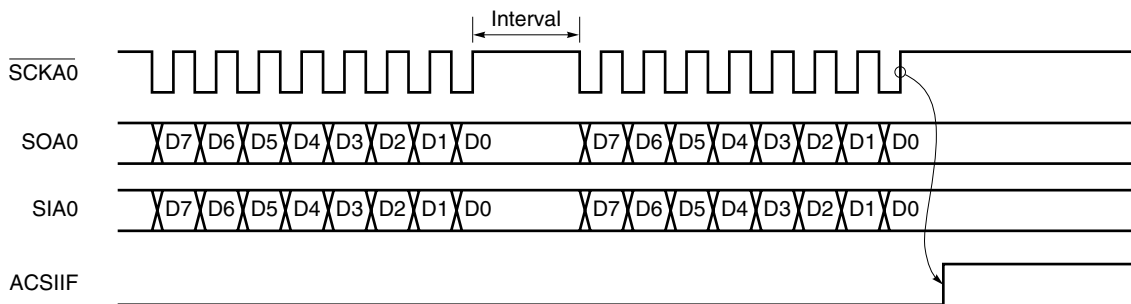 Interval
SCKA0
SOA0 D7 D6 D5 D4 D3 D2 D1 D0 D7 D6 D5 D4 D3 D2 D1 D0
SIA0 D7 D6 D5 D4 D3 D2 D1 D0 D7 D6 D5 D4 D3 D2 D1 D0
ACSIIF